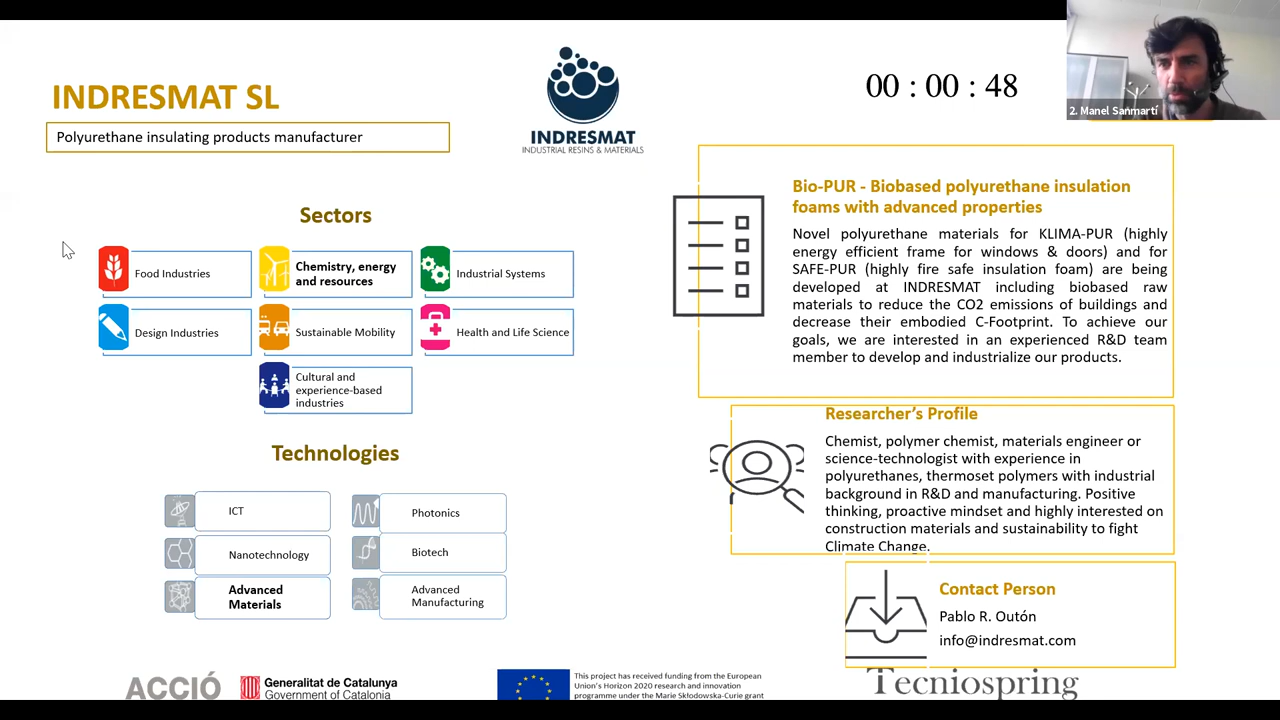 INDRESMAT SL
Polyurethane insulating products manufacturer
INDRESMAT
INDUSTRIAL RESINS & MATERIALS
00 : 00 : 48
2. Manel Sanmartí
Sectors
Food Industries
Chemistry, energy
and resources
Industrial Systems
Design Industries
Sustainable Mobility
Health and Life Science
Cultural and
experience-based
industries
Technologies
ICT
Photonics
Nanotechnology
Biotech
Advanced
Materials
Advanced
Manufacturing
Bio-PUR - Biobased polyurethane insulation
foams with advanced properties
Novel polyurethane materials for KLIMA-PUR (highly
energy efficient frame for windows & doors) and for
SAFE-PUR (highly fire safe insulation foam) are being
developed at INDRESMAT including biobased raw
materials to reduce the CO2 emissions of buildings and
decrease their embodied C-Footprint. To achieve our
goals, we are interested in an experienced R&D team
member to develop and industrialize our products.
Researcher's Profile
Chemist, polymer chemist, materials engineer or
science-technologist with experience in
polyurethanes, thermoset polymers with industrial
background in R&D and manufacturing. Positive
thinking, proactive mindset and highly interested on
construction materials and sustainability to fight
Climate Change.
Contact Person
Pablo R. Outón
info@indresmat.com
ACCIÓ
Generalitat de Catalunya
Government of Catalonia
This project has received funding from the European
Union's Horizon 2020 research and innovation
programme under the Marie Skłodowska-Curie grant
Tecniospring